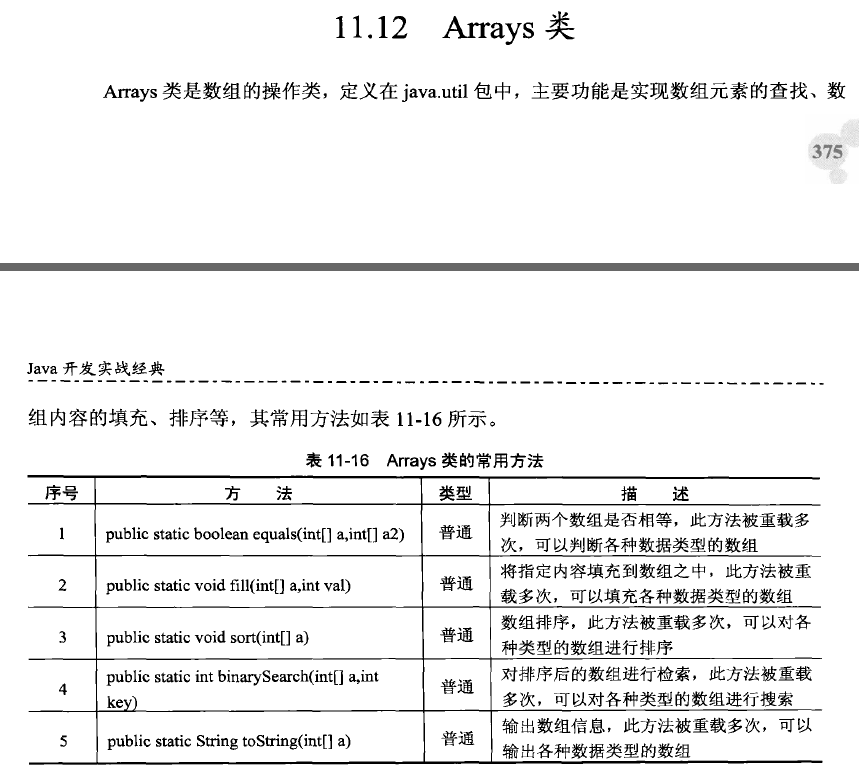 11.12 Arrays 类
Arrays 类是数组的操作类，定义在 java.util 包中，主要功能是实现数组元素的查找、数
375
Java 开发实战经典
组内容的填充、排序等，其常用方法如表 11-16 所示。
表 11-16 Arrays 类的常用方法
序号 方 法 类型 描 述
1 public static boolean equals(int[] a,int[] a2) 普通 判断两个数组是否相等，此方法被重载多
次，可以判断各种数据类型的数组
2 public static void fill(int[] a,int val) 普通 将指定内容填充到数组之中，此方法被重
载多次，可以填充各种数据类型的数组
3 public static void sort(int[] a) 普通 数组排序，此方法被重载多次，可以对各
种类型的数组进行排序
4 public static int binarySearch(int[] a,int
key) 普通 对排序后的数组进行检索，此方法被重载
多次，可以对各种类型的数组进行搜索
5 public static String toString(int[] a) 普通 输出数组信息，此方法被重载多次，可以
输出各种数据类型的数组